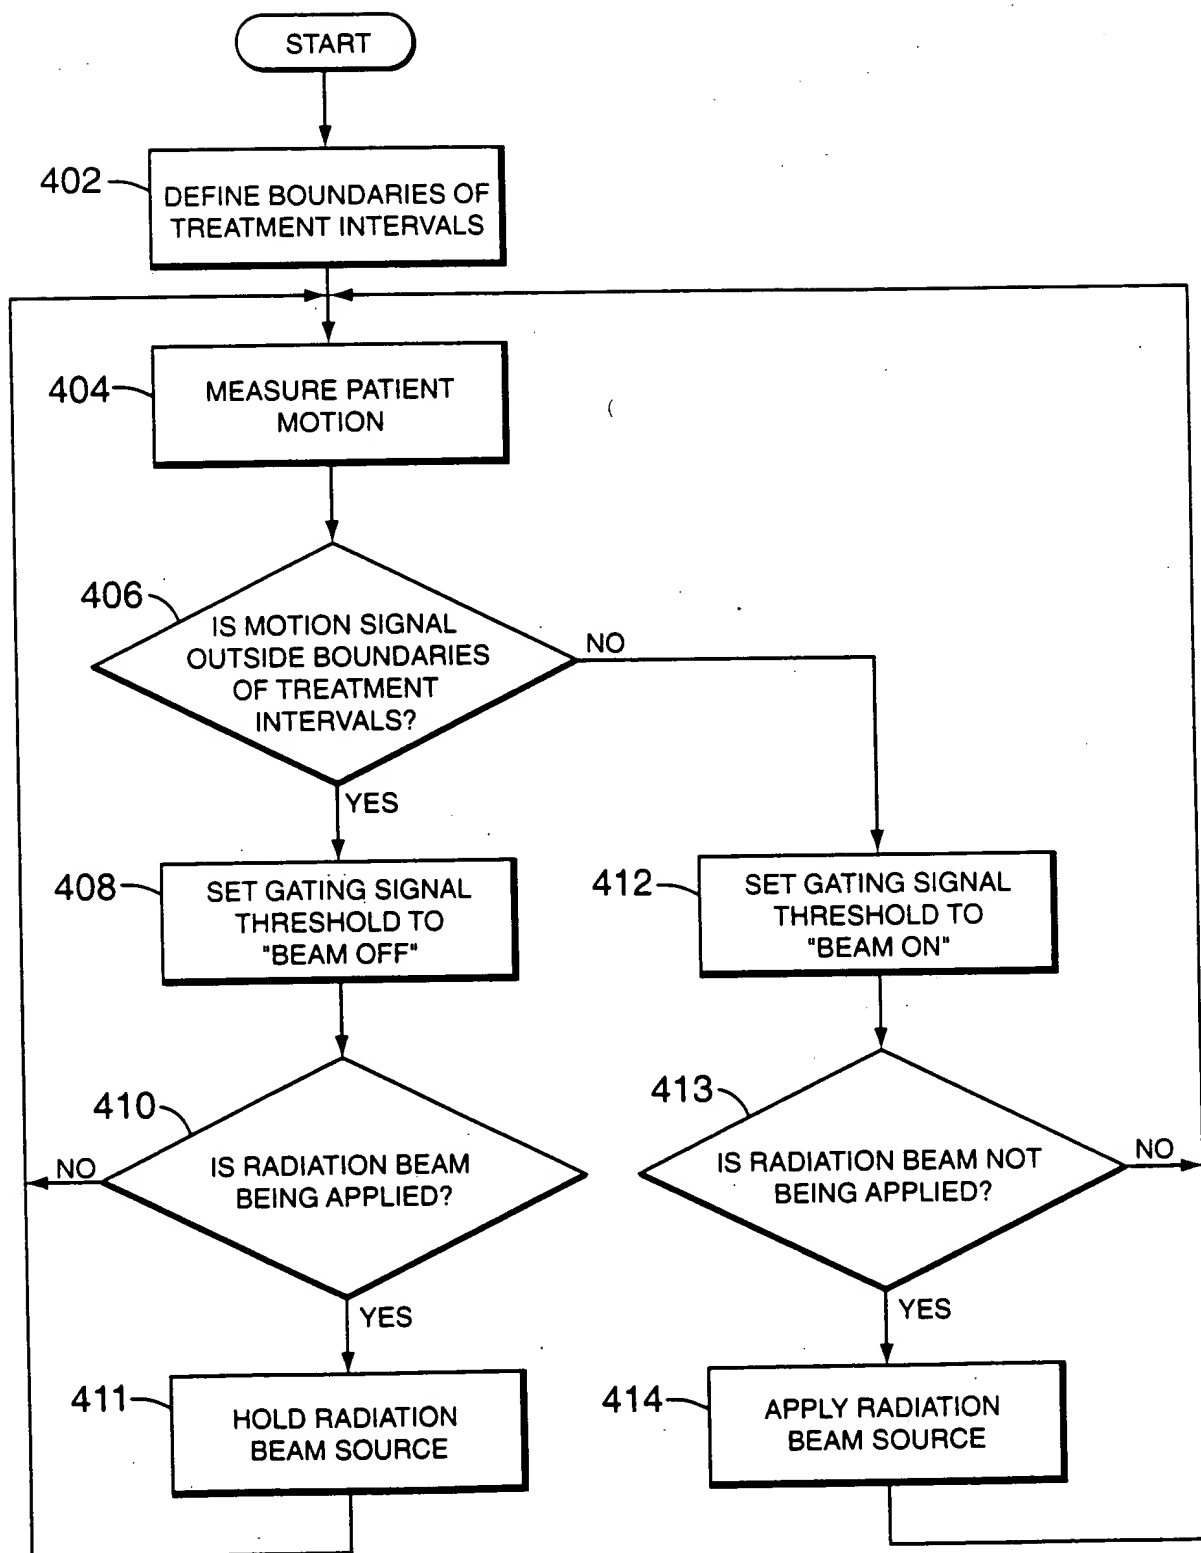 START
402
DEFINE BOUNDARIES OF
TREATMENT INTERVALS
404
MEASURE PATIENT
MOTION
406
IS MOTION SIGNAL
OUTSIDE BOUNDARIES
OF TREATMENT
INTERVALS?
NO
YES
408
SET GATING SIGNAL
THRESHOLD TO
"BEAM OFF"
412
SET GATING SIGNAL
THRESHOLD TO
"BEAM ON"
410
IS RADIATION BEAM
BEING APPLIED?
NO
YES
413
IS RADIATION BEAM NOT
BEING APPLIED?
NO
YES
411
HOLD RADIATION
BEAM SOURCE
414
APPLY RADIATION
BEAM SOURCE